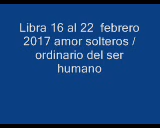 Libra 16 al 22  febrero
2017 amor solteros /
ordinario del ser
humano